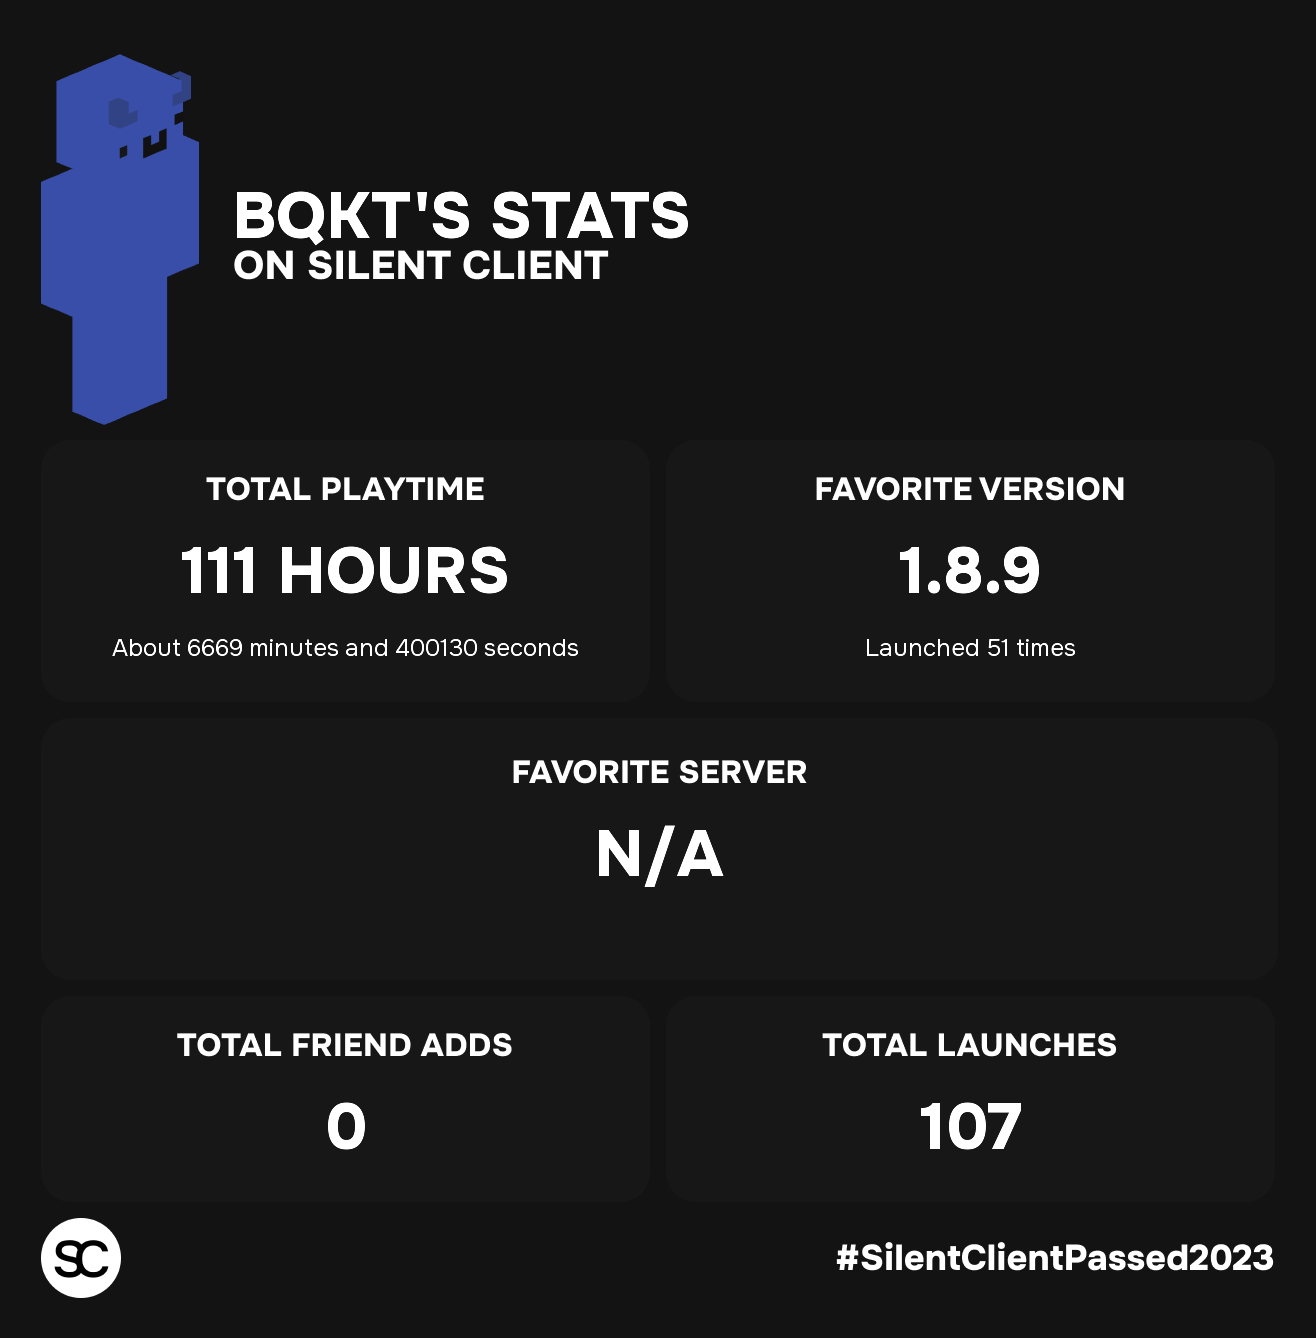 BQKT'S STATS
ON SILENT CLIENT
TOTAL PLAYTIME
111 HOURS
About 6669 minutes and 400130 seconds
FAVORITE VERSION
1.8.9
Launched 51 times
FAVORITE SERVER
N/A
TOTAL FRIEND ADDS
0
TOTAL LAUNCHES
107
SC
#SilentClientPassed2023